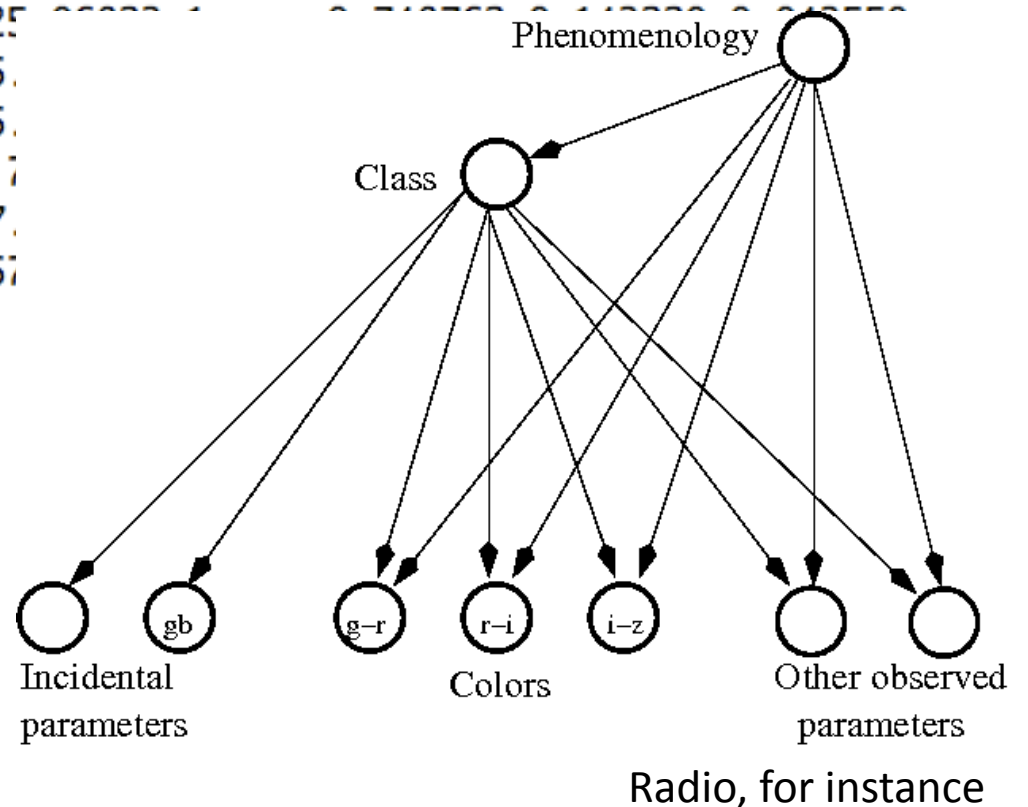 Phenomenology
Class
gb
g−r
r−i
i−z
Incidental
parameters
Colors
Other observed
parameters
Radio, for instance